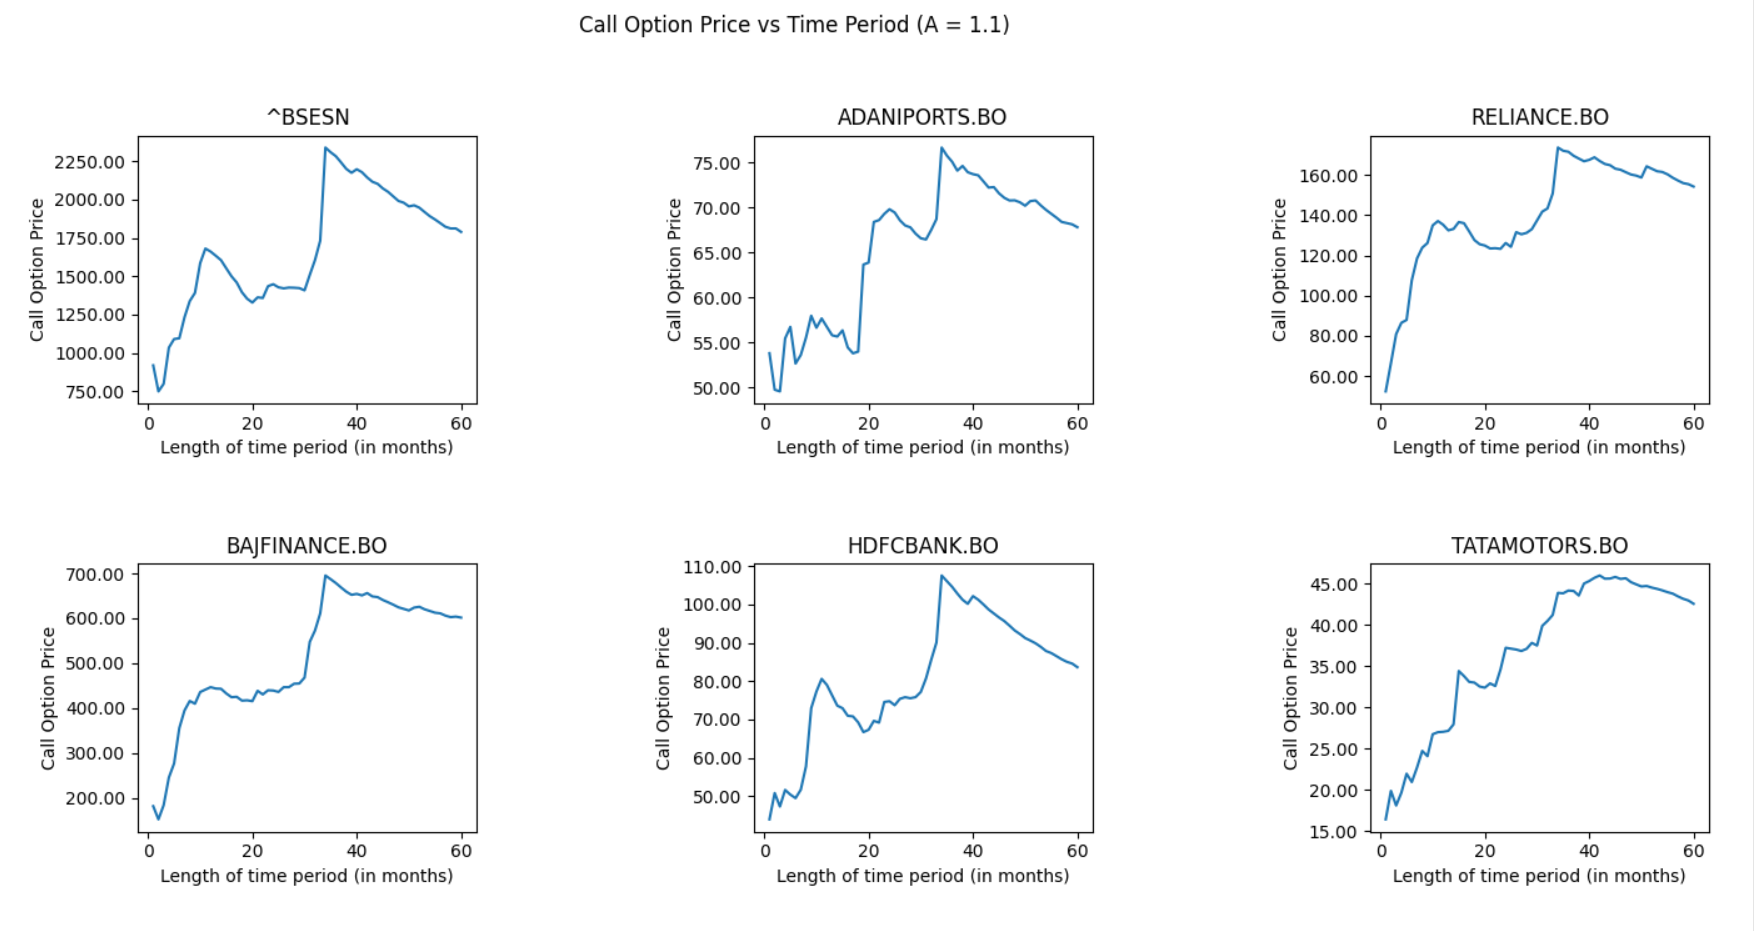 Call Option Price vs Time Period (A = 1.1)
^BSESN
2250.00
2000.00
1750.00
1500.00
1250.00
1000.00
750.00
Call Option Price
0 20 40 60
Length of time period (in months)
ADANIPORTS.BO
75.00
70.00
65.00
60.00
55.00
50.00
Call Option Price
0 20 40 60
Length of time period (in months)
RELIANCE.BO
160.00
140.00
120.00
100.00
80.00
60.00
Call Option Price
0 20 40 60
Length of time period (in months)
BAJFINANCE.BO
700.00
600.00
500.00
400.00
300.00
200.00
Call Option Price
0 20 40 60
Length of time period (in months)
HDFCBANK.BO
110.00
100.00
90.00
80.00
70.00
60.00
50.00
Call Option Price
0 20 40 60
Length of time period (in months)
TATAMOTORS.BO
45.00
40.00
35.00
30.00
25.00
20.00
15.00
Call Option Price
0 20 40 60
Length of time period (in months)